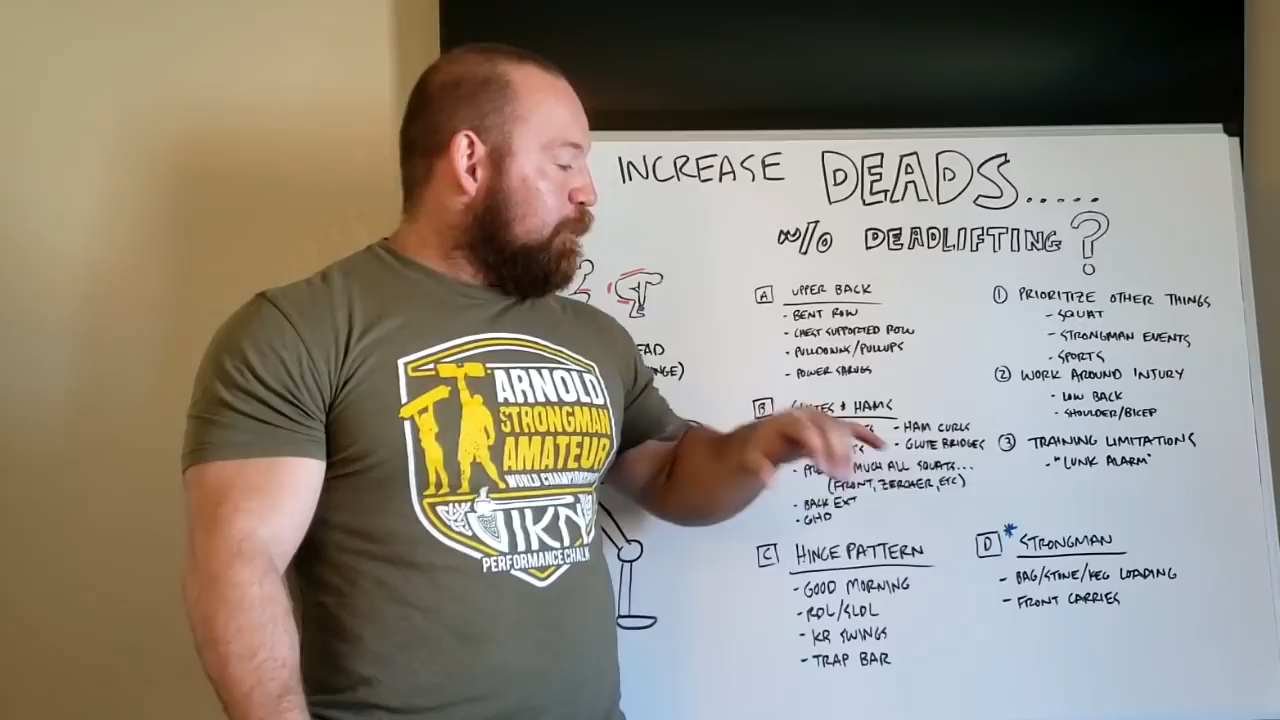 INCREASE DEADS.....
w/o DEADLIFTING?
A UPPER BACK
- BENT ROW
- CHEST SUPPORTED ROW
- PULLDOWNS/PULLUPS
- POWER SHRUGS
B GLUTES + HAMS
- HAM CURLS
- GLUTE BRIDGES
MUCH ALL SQUATS...
(FRONT, ZERCHER, ETC)
- BACK EXT
- GHD
C HINGE PATTERN
- GOOD MORNING
- RDL/SLDL
- KB SWINGS
- TRAP BAR
① PRIORITIZE OTHER THINGS
- SQUAT
- STRONGMAN EVENTS
- SPORTS
② WORK AROUND INJURY
- LOW BACK
- SHOULDER/BICEP
③ TRAINING LIMITATIONS
- "LUNK ALARM"
D * STRONGMAN
- BAG/STONE/KEG LOADING
- FRONT CARRIES
ARNOLD
STRONGMAN
AMATEUR
WORLD CHAMPIONSHIPS
PERFORMANCE CHALK